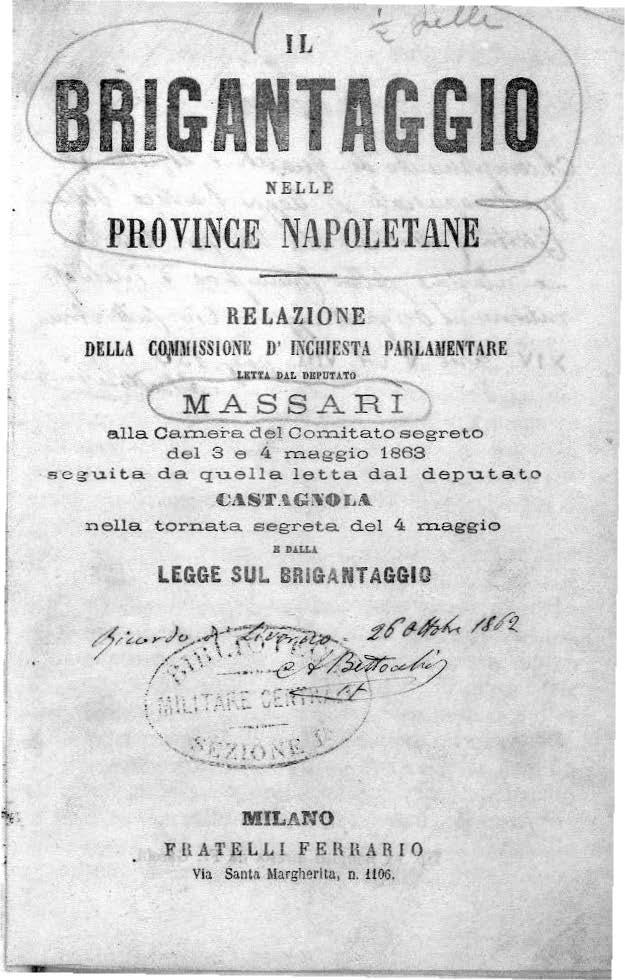 IL
BRIGANTAGGIO
NELLE
PROVINCE NAPOLETANE
RELAZIONE
DELLA COMMISSIONE D' INCHIESTA PARLAMENTARE
LETTA DAL DEPUTATO
MASSARI
alla Camera del Comitato segreto
del 3 e 4 maggio 1863
seguita da quella letta dal deputato
CASTAGNOLA
nella tornata segreta del 4 maggio
E DALLA
LEGGE SUL BRIGANTAGGIO
Ricordo di Livorno 26 Ottobre 1862
A Bettocchi
BIBLIOTECA
MILITARE CENTRALE
SEZIONE 1ª
MILANO
FRATELLI FERRARIO
Via Santa Margherita, n. 1106.